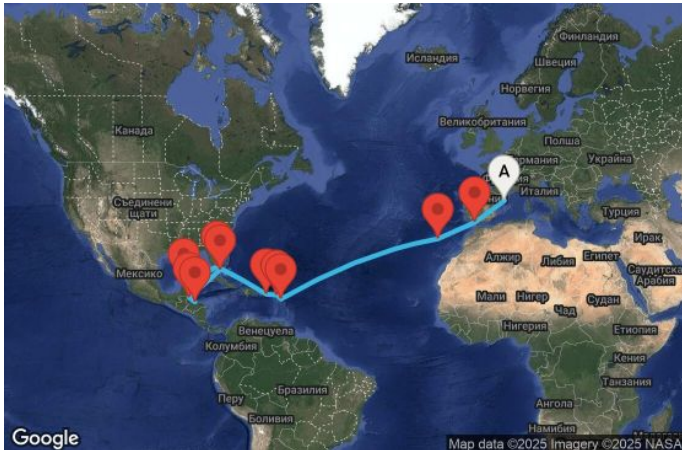 Исландия
Финландия
Швеция
Норвегия
Канада
Великобритания
Полша
Украйна
A
Италия
Съединени
щати
Турция
Ирак
Мексико
Алжир
Либия
Египет
Саудитска
Арабия
Мали
Нигер
Чад
Судан
Венецуела
Нигерия
Етиопия
Колумбия
Кения
Бразилия
Танзания
Перу
Ангола
Боливия
Намибия
Google
Map data ©2025 Imagery ©2025 NASA